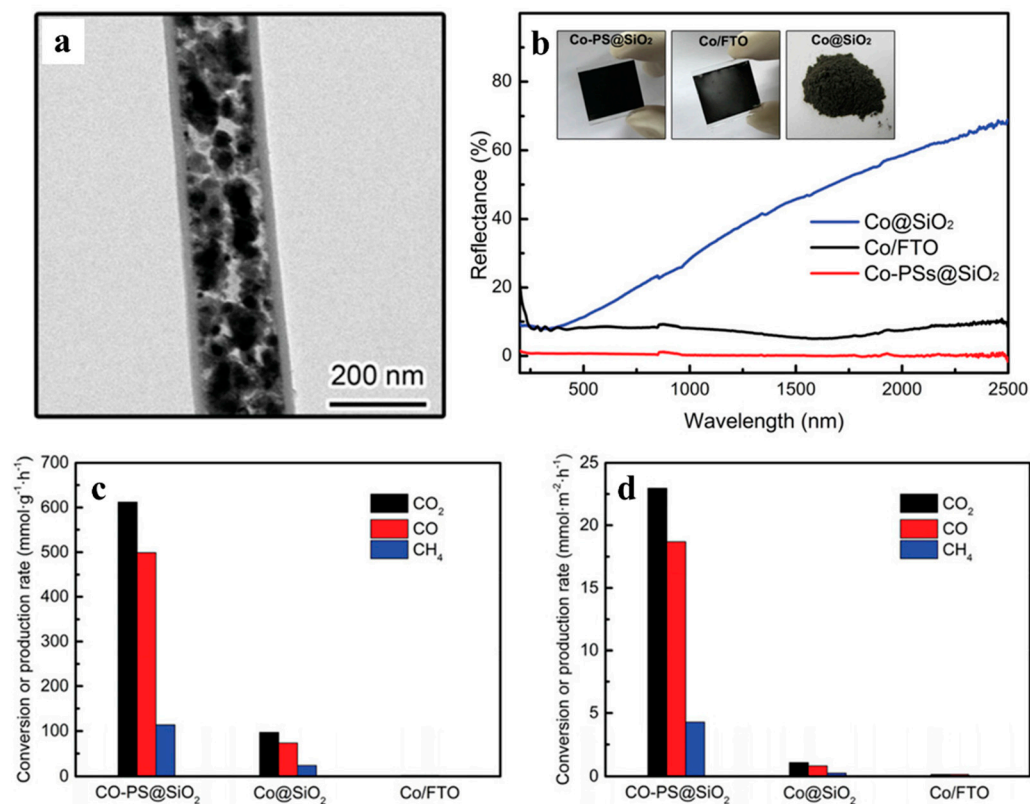 a
200 nm
b
Co-PS@SiO₂
Co/FTO
Co@SiO₂
Reflectance (%)
80
60
40
20
0
Co@SiO₂
Co/FTO
Co-PSs@SiO₂
500
1000
1500
2000
2500
Wavelength (nm)
c
Conversion or production rate (mmol·g⁻¹·h⁻¹)
700
600
500
400
300
200
100
0
CO₂
CO
CH₄
CO-PS@SiO₂
Co@SiO₂
Co/FTO
d
Conversion or production rate (mmol·m⁻²·h⁻¹)
25
20
15
10
5
0
CO₂
CO
CH₄
CO-PS@SiO₂
Co@SiO₂
Co/FTO